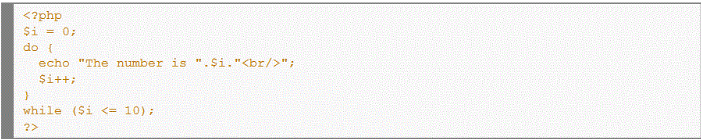 <?php
$i = 0;
do {
  echo "The number is ".$i."<br/>";
  $i++;
}
while ($i <= 10);
?>